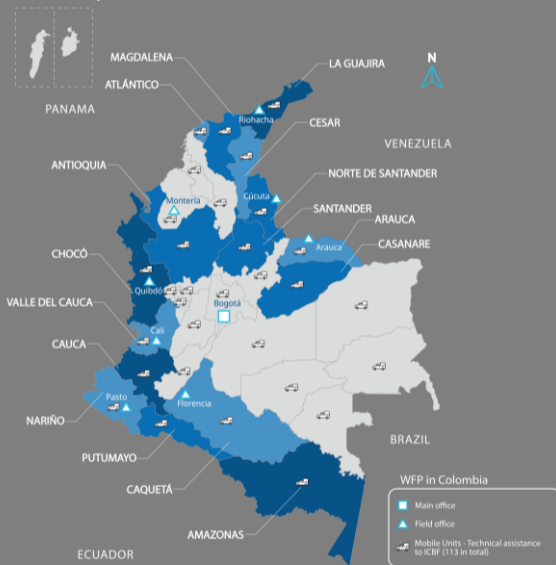 LA GUAJIRA
MAGDALENA
N
ATLÁNTICO
PANAMA
Riohacha
CESAR
VENEZUELA
ANTIOQUIA
NORTE DE SANTANDER
Cúcuta
Montería
SANTANDER
ARAUCA
Arauca
CASANARE
CHOCÓ
Quibdó
VALLE DEL CAUCA
Bogotá
Cali
CAUCA
Pasto
Florencia
NARIÑO
BRAZIL
PUTUMAYO
CAQUETÁ
WFP in Colombia
Main office
Field office
Mobile Units - Technical assistance
to ICBF (113 in total)
AMAZONAS
ECUADOR